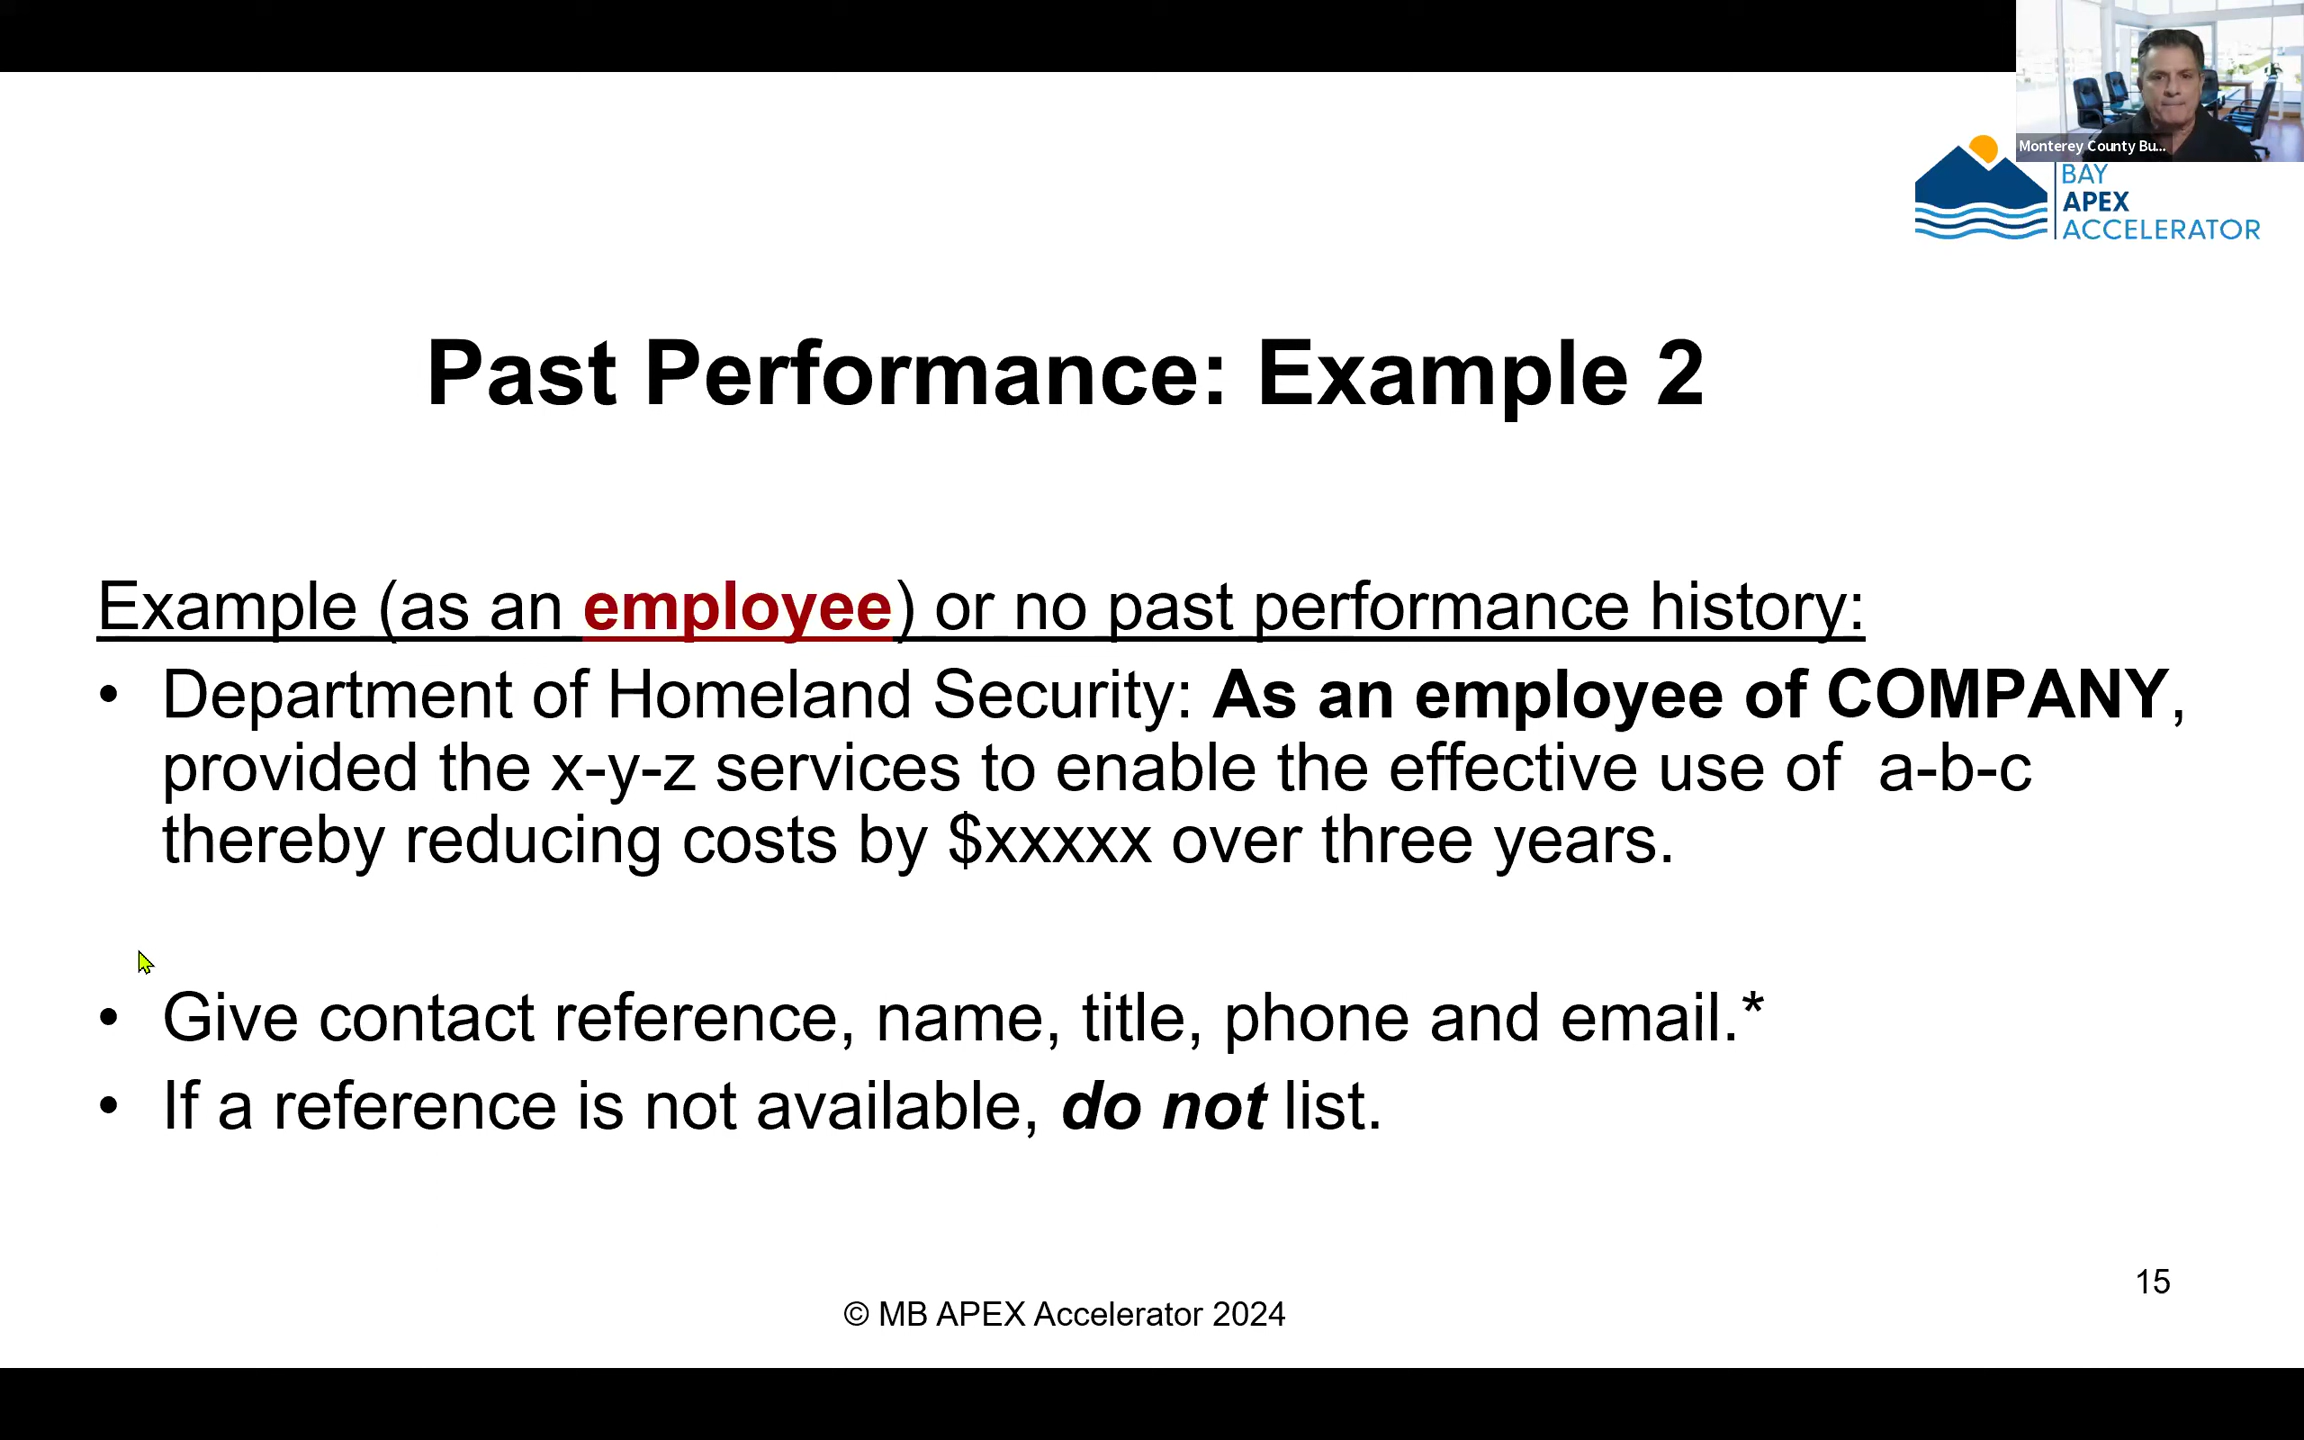 Monterey County Bu...
BAY
APEX
ACCELERATOR
Past Performance: Example 2
Example (as an employee) or no past performance history:
• Department of Homeland Security: As an employee of COMPANY,
provided the x-y-z services to enable the effective use of  a-b-c
thereby reducing costs by $xxxxx over three years.
• Give contact reference, name, title, phone and email.*
• If a reference is not available, do not list.
15
© MB APEX Accelerator 2024